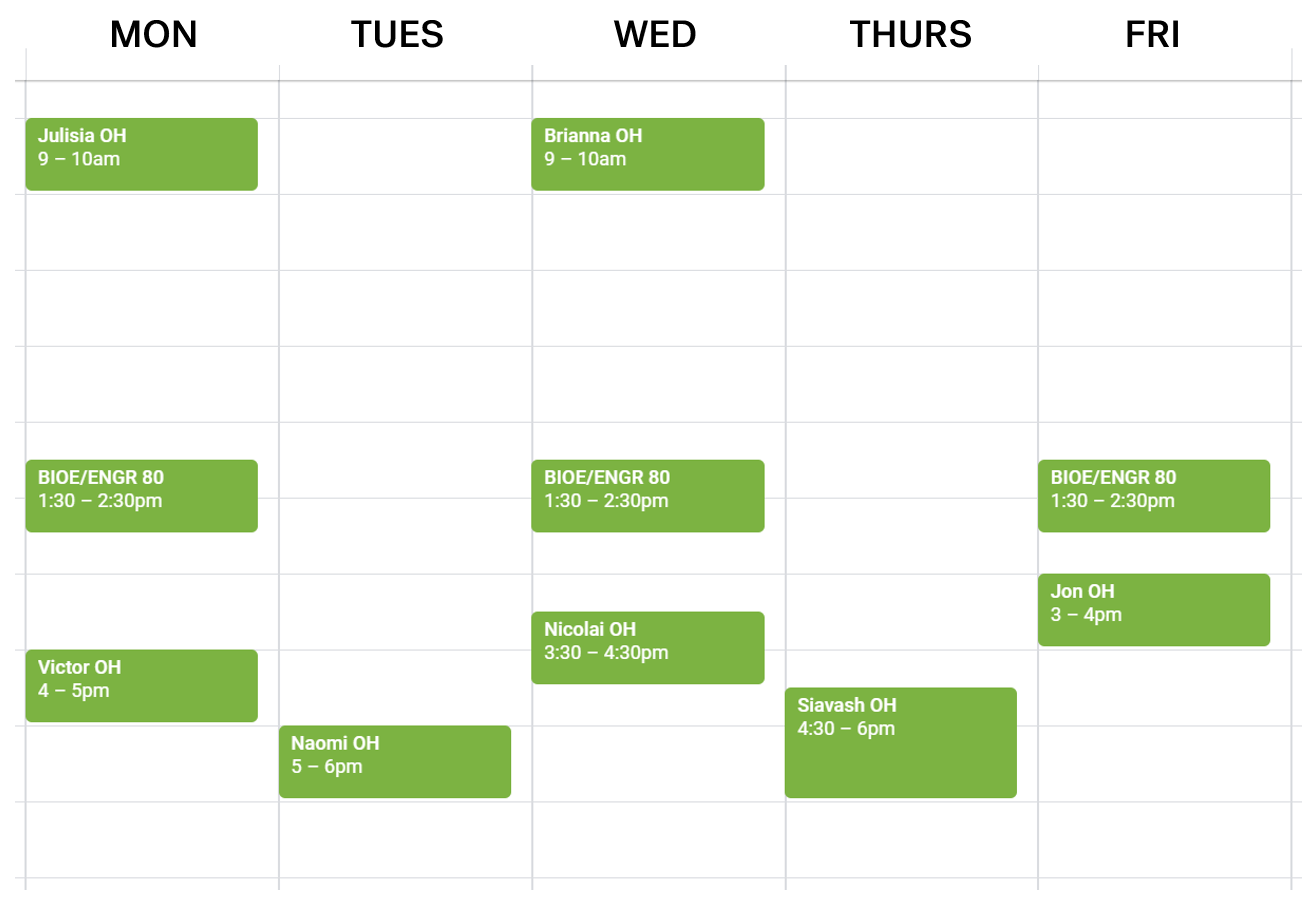 MON TUES WED THURS FRI
Julisia OH
9 – 10am
Brianna OH
9 – 10am
BIOE/ENGR 80
1:30 – 2:30pm
BIOE/ENGR 80
1:30 – 2:30pm
BIOE/ENGR 80
1:30 – 2:30pm
Jon OH
3 – 4pm
Nicolai OH
3:30 – 4:30pm
Victor OH
4 – 5pm
Siavash OH
4:30 – 6pm
Naomi OH
5 – 6pm